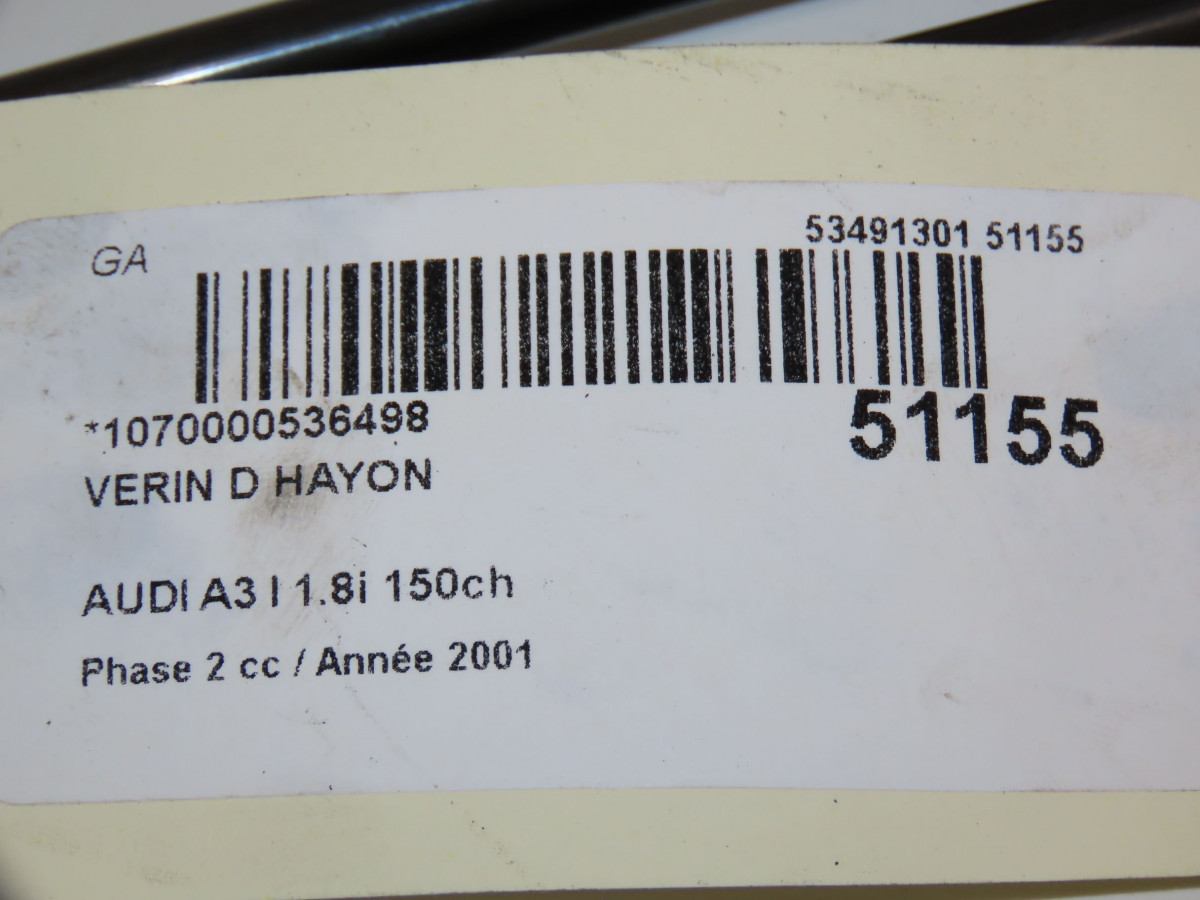 GA
53491301 51155
*1070000536498
51155
VERIN D HAYON
AUDI A3 I 1.8i 150ch
Phase 2 cc / Année 2001